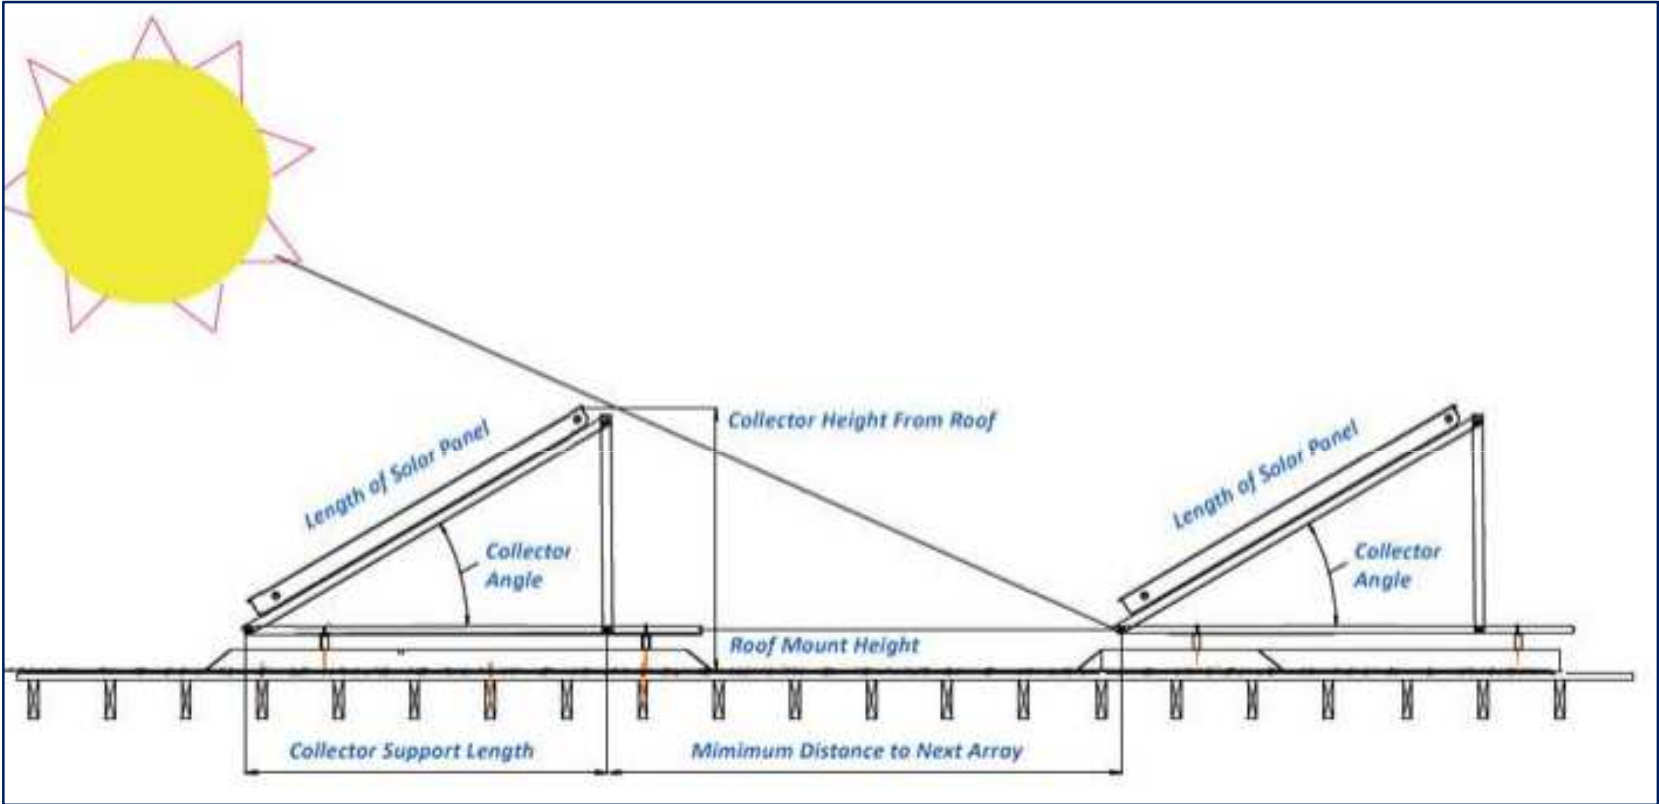 Collector Height From Roof
Length of Solar Panel
Length of Solar Panel
Collector
Angle
Collector
Angle
Roof Mount Height
Collector Support Length
Mimimum Distance to Next Array